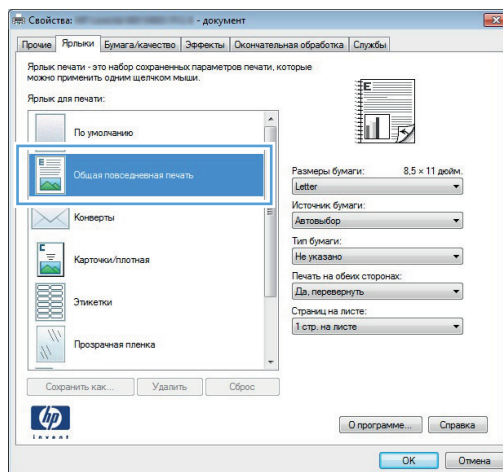 Свойства: - документ
Прочие Ярлыки Бумага/качество Эффекты Окончательная обработка Службы
Ярлык печати - это набор сохраненных параметров печати, которые
можно применить одним щелчком мыши.
Ярлык для печати:
По умолчанию
Общая повседневная печать
Конверты
Карточки/плотная
Этикетки
Прозрачная пленка
Размеры бумаги: 8,5 × 11 дюйм.
Letter
Источник бумаги:
Автовыбор
Тип бумаги:
Не указано
Печать на обеих сторонах:
Да, перевернуть
Страниц на листе:
1 стр. на листе
Сохранить как... Удалить Сброс
hp
invent
О программе... Справка
OK Отмена